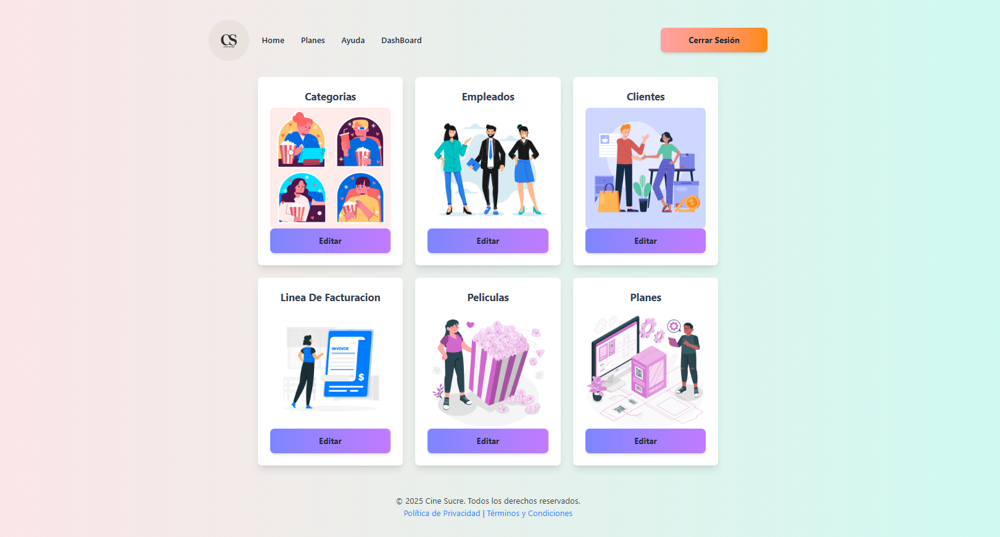 CS
Home Planes Ayuda DashBoard Cerrar Sesión
Categorias Empleados Clientes
Editar Editar Editar
Linea De Facturacion Peliculas Planes
INVOICE
$
PRODUCT
Editar Editar Editar
© 2025 Cine Sucre. Todos los derechos reservados.
Política de Privacidad | Términos y Condiciones